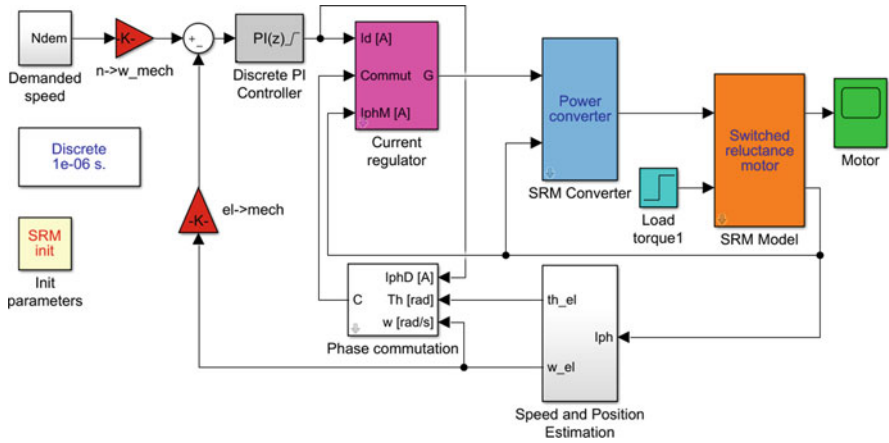 Ndem
Demanded
speed
-K-
n->w_mech
+
-
PI(z)
Discrete PI
Controller
Id [A]
Commut
G
IphM [A]
Current
regulator
Power
converter
SRM Converter
Switched
reluctance
motor
SRM Model
Motor
Load
torque1
Discrete
1e-06 s.
SRM
init
Init
parameters
-K-
el->mech
IphD [A]
C
Th [rad]
w [rad/s]
Phase commutation
th_el
Iph
w_el
Speed and Position
Estimation